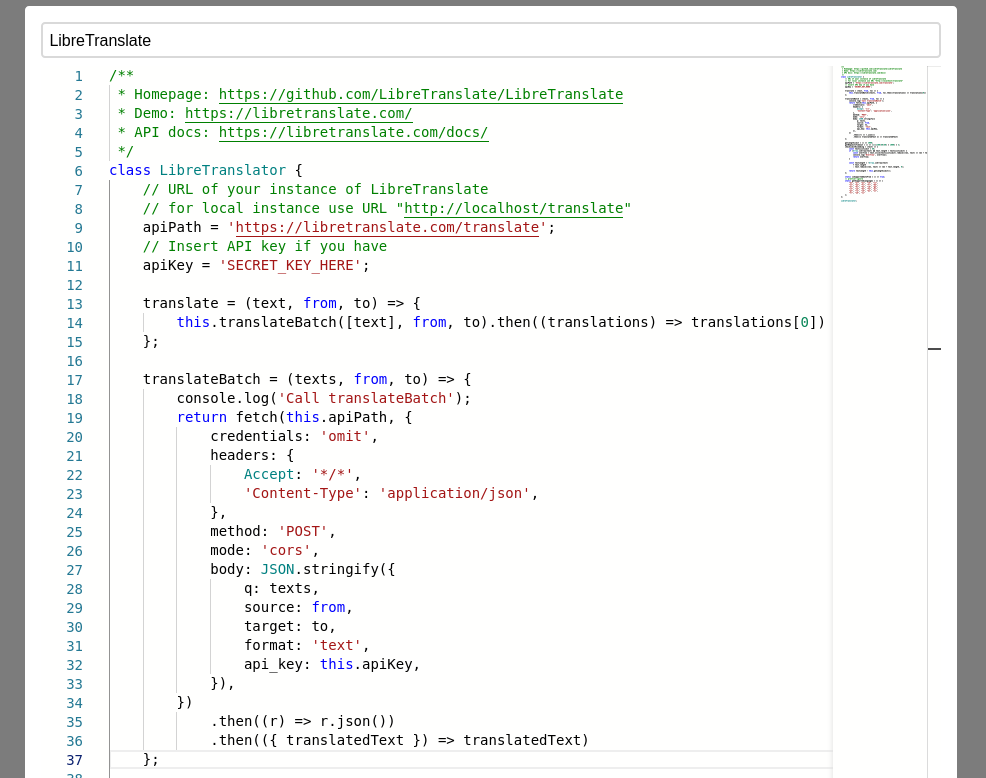 LibreTranslate
1 /**
2  * Homepage: https://github.com/LibreTranslate/LibreTranslate
3  * Demo: https://libretranslate.com/
4  * API docs: https://libretranslate.com/docs/
5  */
6 class LibreTranslator {
7     // URL of your instance of LibreTranslate
8     // for local instance use URL "http://localhost/translate"
9     apiPath = 'https://libretranslate.com/translate';
10     // Insert API key if you have
11     apiKey = 'SECRET_KEY_HERE';
12
13     translate = (text, from, to) => {
14         this.translateBatch([text], from, to).then((translations) => translations[0])
15     };
16
17     translateBatch = (texts, from, to) => {
18         console.log('Call translateBatch');
19         return fetch(this.apiPath, {
20             credentials: 'omit',
21             headers: {
22                 Accept: '*/*',
23                 'Content-Type': 'application/json',
24             },
25             method: 'POST',
26             mode: 'cors',
27             body: JSON.stringify({
28                 q: texts,
29                 source: from,
30                 target: to,
31                 format: 'text',
32                 api_key: this.apiKey,
33             }),
34         })
35             .then((r) => r.json())
36             .then(({ translatedText }) => translatedText)
37     };
38